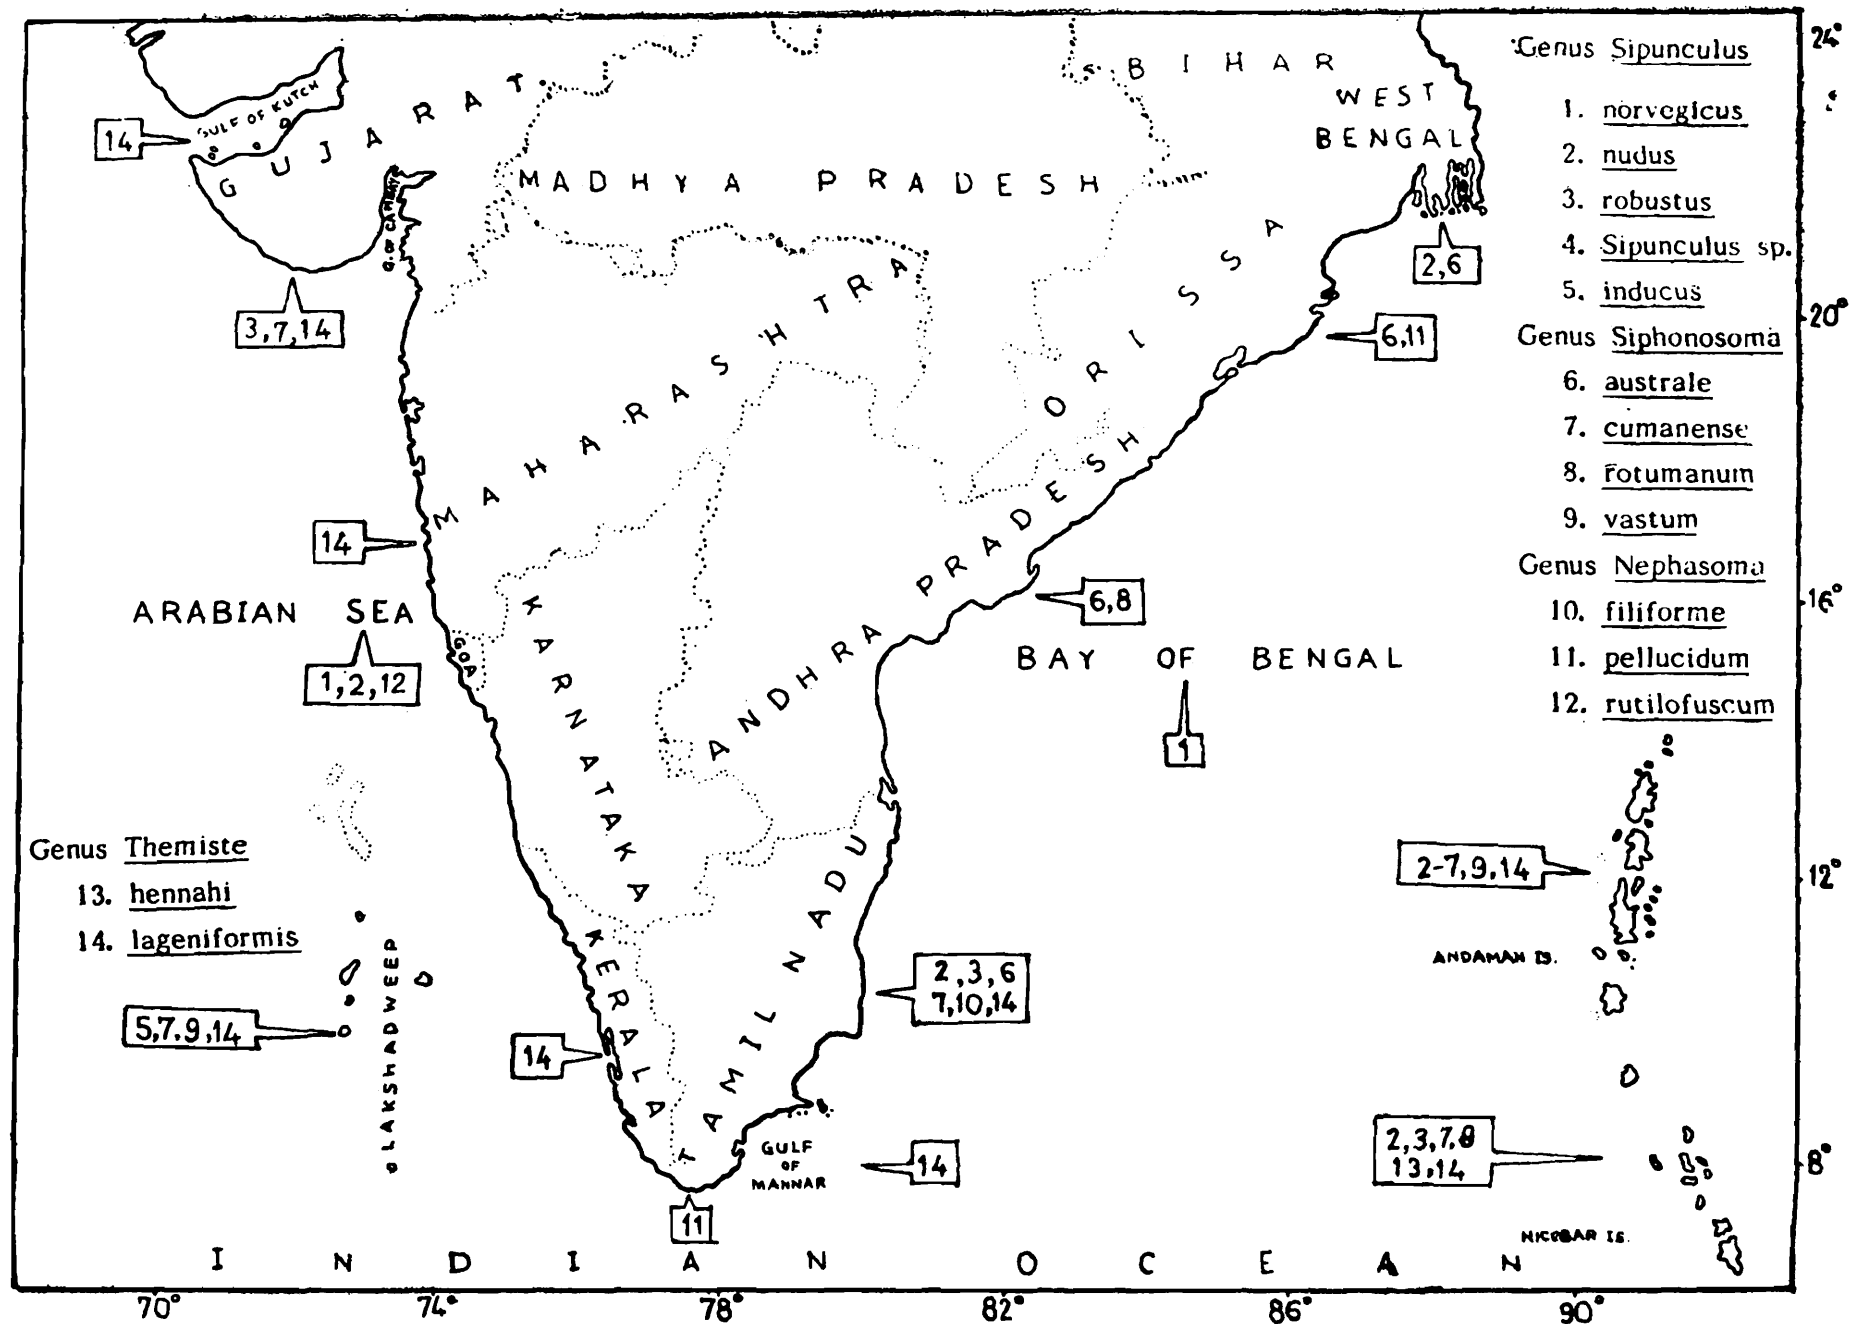 24°
Genus Sipunculus
1. norvegicus
2. nudus
3. robustus
4. Sipunculus sp.
5. inducus
20°
Genus Siphonosoma
6. australe
7. cumanense
8. rotumanum
9. vastum
Genus Nephasoma
16°
10. filiforme
11. pellucidum
12. rutilofuscum
BIHAR
WEST
BENGAL
GULF OF KUTCH
14
GUJARAT
MADHYA PRADESH
G. OF CAMBAY
2,6
3,7,14
ORISSA
6,11
MAHARASHTRA
14
ARABIAN SEA
1,2,12
GOA
KARNATAKA
ANDHRA PRADESH
6,8
BAY OF BENGAL
1
Genus Themiste
13. hennahi
14. lageniformis
2-7,9,14
12°
ANDAMAN IS.
LAKSHADWEEP
5,7,9,14
KERALA
14
TAMIL NADU
2,3,6
7,10,14
GULF
OF
MANNAR
14
11
2,3,7,8
13,14
8°
NICOBAR IS.
INDIAN OCEAN
70° 74° 78° 82° 86° 90°